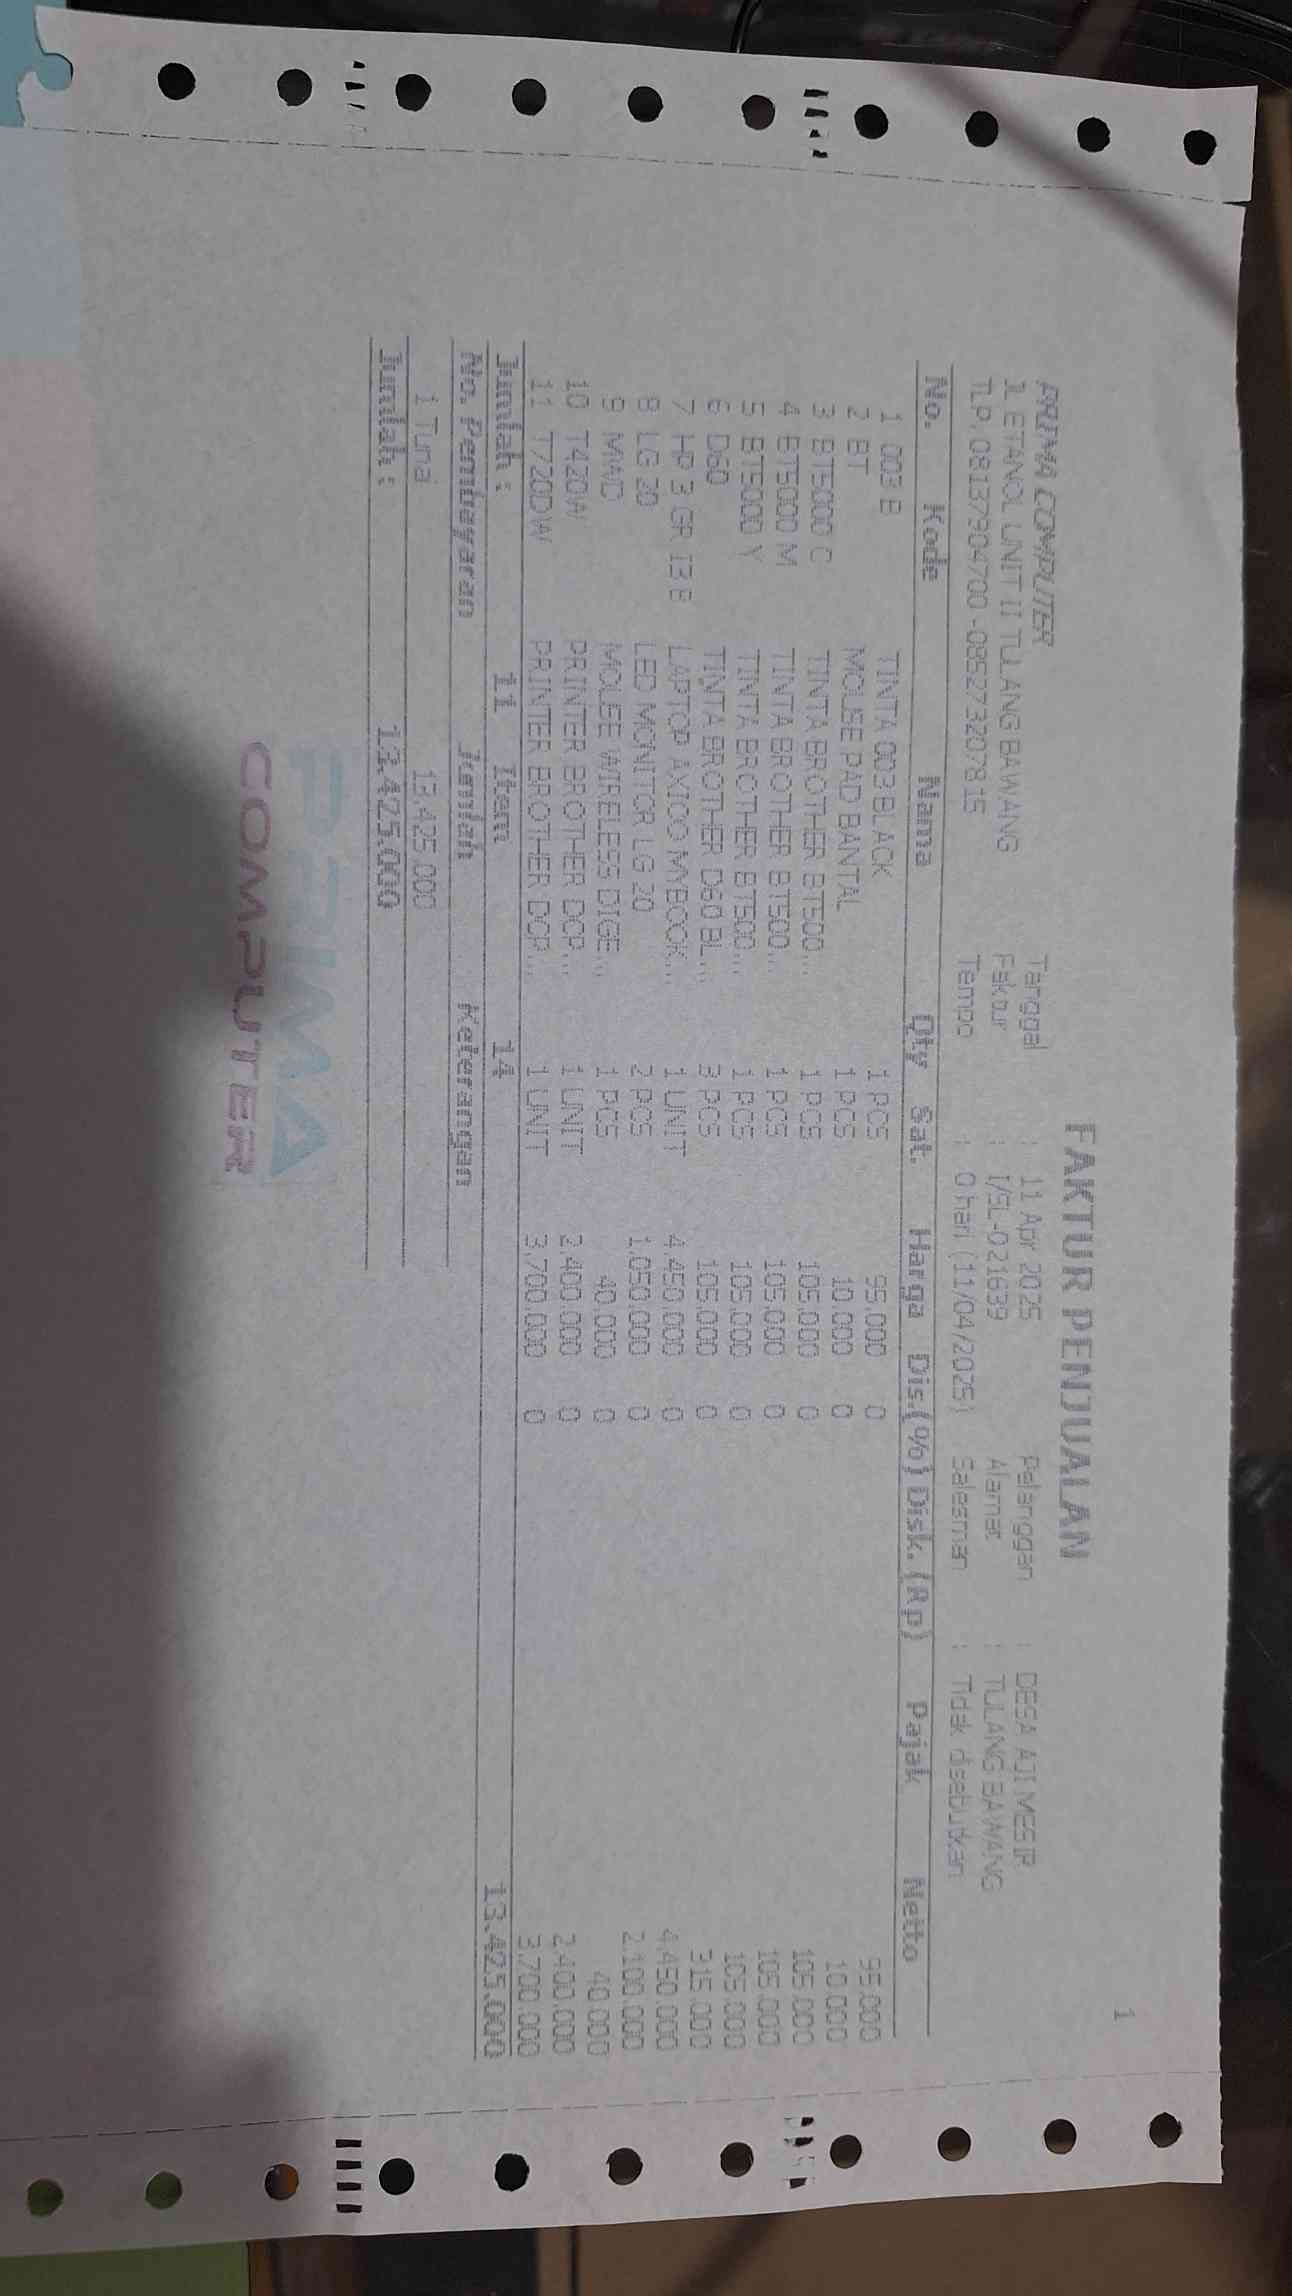 1
FAKTUR PENJUALAN
PRIMA COMPUTER
JL ETANOL UNIT II TULANG BAWANG
TLP. 08137904700 -085273207815
Tanggal : 11 Apr 2025 Pelanggan : DESA AJI MESIR
Faktur : I/SL-021639 Alamat : TULANG BAWANG
Tempo : 0 hari (11/04/2025) Salesman : Tidak disebutkan
No. Kode Nama Qty Sat. Harga Dis.(%) Disk.(Rp) Pajak Netto
1 003 B TINTA 003 BLACK 1 PCS 95.000 0 95.000
2 BT MOUSE PAD BANTAL 1 PCS 10.000 0 10.000
3 BT5000 C TINTA BROTHER BT500... 1 PCS 105.000 0 105.000
4 BT5000 M TINTA BROTHER BT500... 1 PCS 105.000 0 105.000
5 BT5000 Y TINTA BROTHER BT500... 1 PCS 105.000 0 105.000
6 D60 TINTA BROTHER D60 BL... 3 PCS 105.000 0 315.000
7 HP 3 GR 13 B LAPTOP AXIOO MYBOOK... 1 UNIT 4.450.000 0 4.450.000
8 LG 20 LED MONITOR LG 20 2 PCS 1.050.000 0 2.100.000
9 MWD MOUSE WIRELESS DIGE... 1 PCS 40.000 0 40.000
10 T420W PRINTER BROTHER DCP... 1 UNIT 2.400.000 0 2.400.000
11 T720DW PRINTER BROTHER DCP... 1 UNIT 3.700.000 0 3.700.000
Jumlah : 11 Item 14 13.425.000
No. Pembayaran Jumlah Keterangan
1 Tunai 13.425.000
Jumlah : 13.425.000
PRIMA
COMPUTER